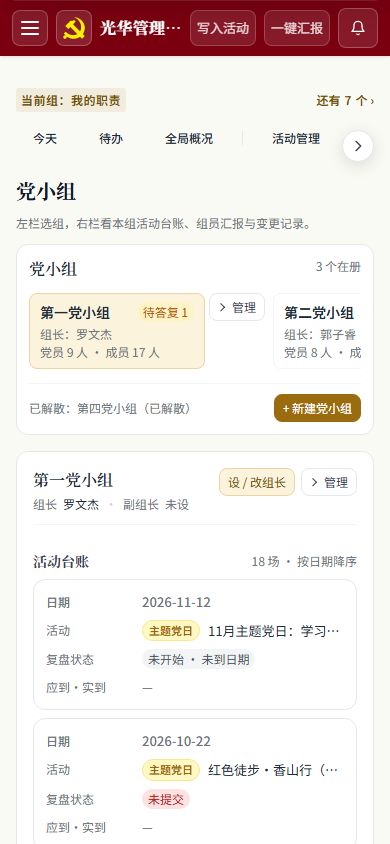 光华管理…
写入活动
一键汇报
当前组：我的职责
还有 7 个 ›
今天
待办
全局概况
活动管理
党小组
左栏选组，右栏看本组活动台账、组员汇报与变更记录。
党小组
3 个在册
第一党小组
待答复 1
组长：罗文杰
党员 9 人 · 成员 17 人
管理
第二党小组
组长：郭子睿
党员 8 人 · 成
已解散：第四党小组（已解散）
+ 新建党小组
第一党小组
设 / 改组长
管理
组长 罗文杰 · 副组长 未设
活动台账
18 场 · 按日期降序
日期 2026-11-12
活动 主题党日 11月主题党日：学习…
复盘状态 未开始 · 未到日期
应到·实到 —
日期 2026-10-22
活动 主题党日 红色徒步·香山行（…
复盘状态 未提交
应到·实到 —